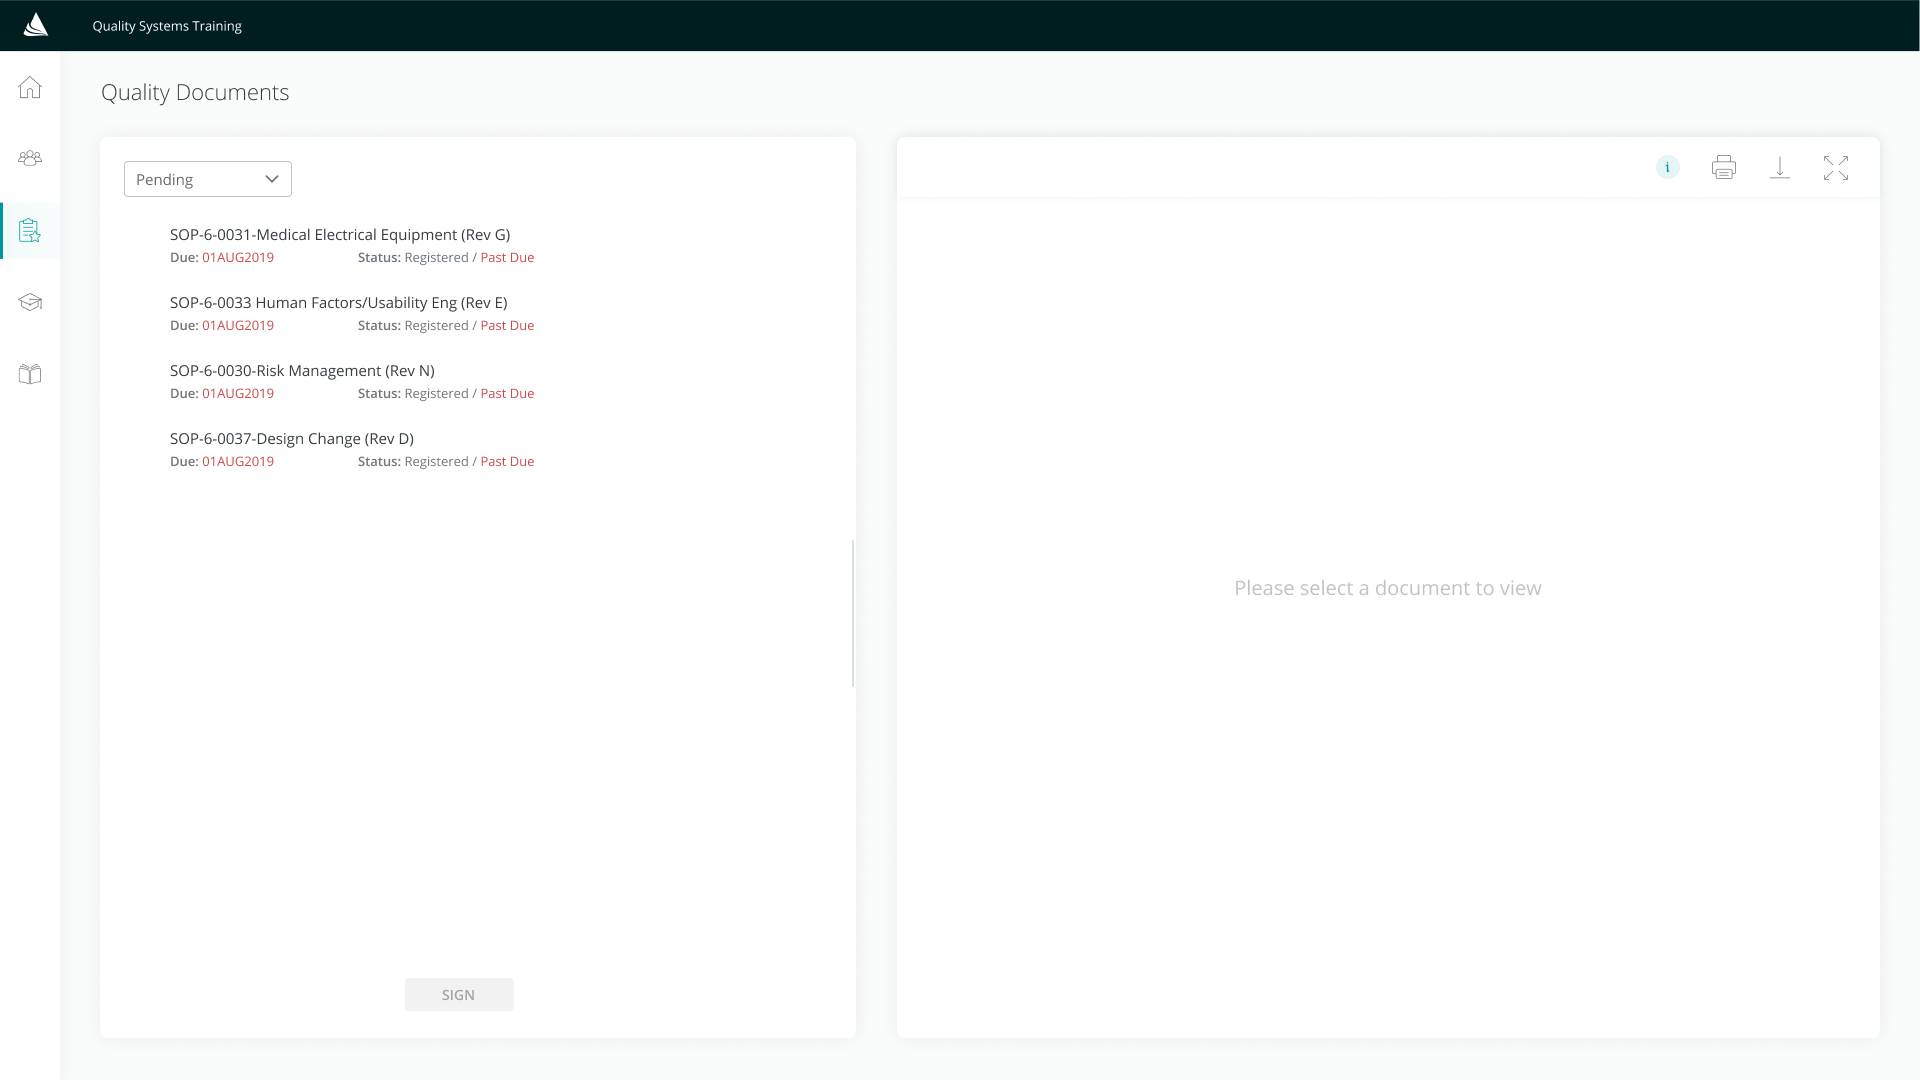 Quality Systems Training
Quality Documents
Pending
SOP-6-0031-Medical Electrical Equipment (Rev G)
Due: 01AUG2019 Status: Registered / Past Due
SOP-6-0033 Human Factors/Usability Eng (Rev E)
Due: 01AUG2019 Status: Registered / Past Due
SOP-6-0030-Risk Management (Rev N)
Due: 01AUG2019 Status: Registered / Past Due
SOP-6-0037-Design Change (Rev D)
Due: 01AUG2019 Status: Registered / Past Due
SIGN
i
Please select a document to view